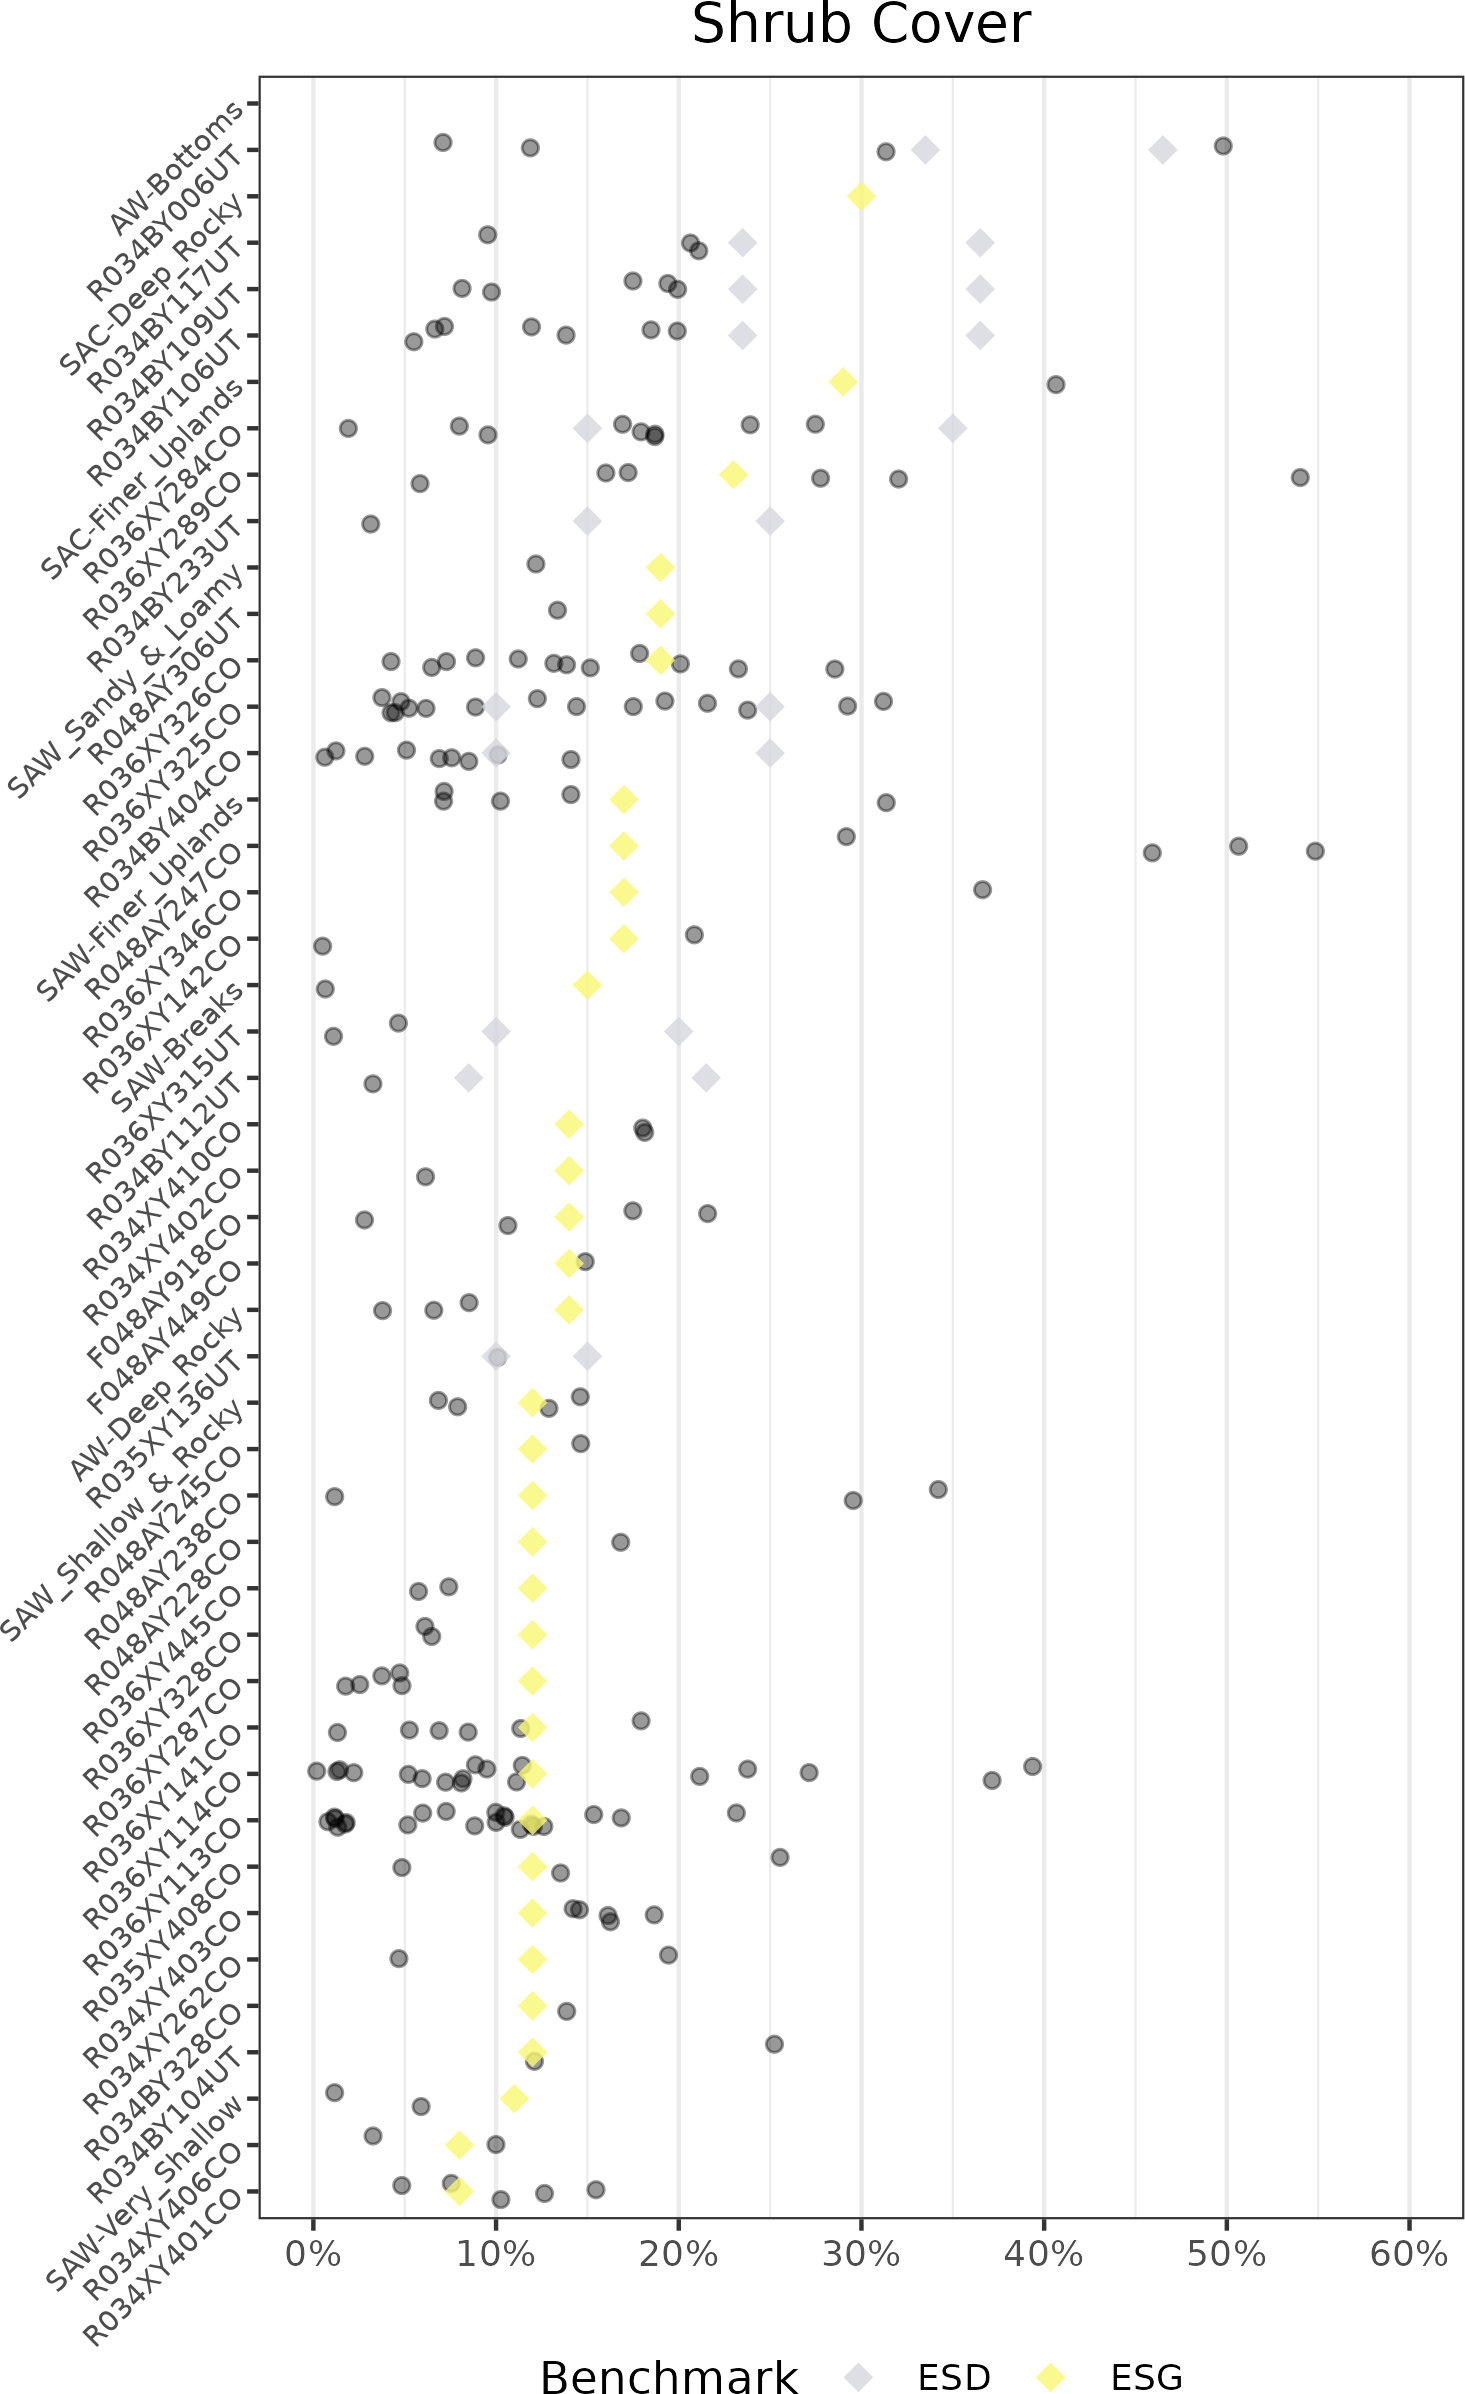 Shrub Cover
AW-Bottoms
R034BY006UT
SAC-Deep_Rocky
R034BY117UT
R034BY109UT
R034BY106UT
SAC-Finer_Uplands
R036XY284CO
R036XY289CO
R034BY233UT
SAW_Sandy_&_Loamy
R048AY306UT
R036XY326CO
R036XY325CO
R034BY404CO
SAW-Finer_Uplands
R048AY247CO
R036XY346CO
R036XY142CO
SAW-Breaks
R036XY315UT
R034BY112UT
R034XY410CO
R034XY402CO
F048AY918CO
F048AY449CO
AW-Deep_Rocky
R035XY136UT
SAW_Shallow_&_Rocky
R048AY245CO
R048AY238CO
R048AY228CO
R036XY445CO
R036XY328CO
R036XY287CO
R036XY141CO
R036XY114CO
R036XY113CO
R035XY408CO
R034XY403CO
R034XY262CO
R034BY328CO
R034BY104UT
SAW-Very_Shallow
R034XY406CO
R034XY401CO
0% 10% 20% 30% 40% 50% 60%
Benchmark ESD ESG